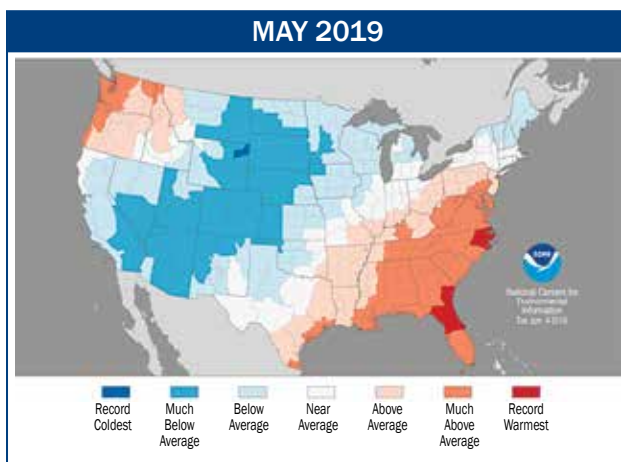 MAY 2019
NOAA
National Centers for
Environmental
Information
Record
Coldest
Much
Below
Average
Below
Average
Near
Average
Above
Average
Much
Above
Average
Record
Warmest